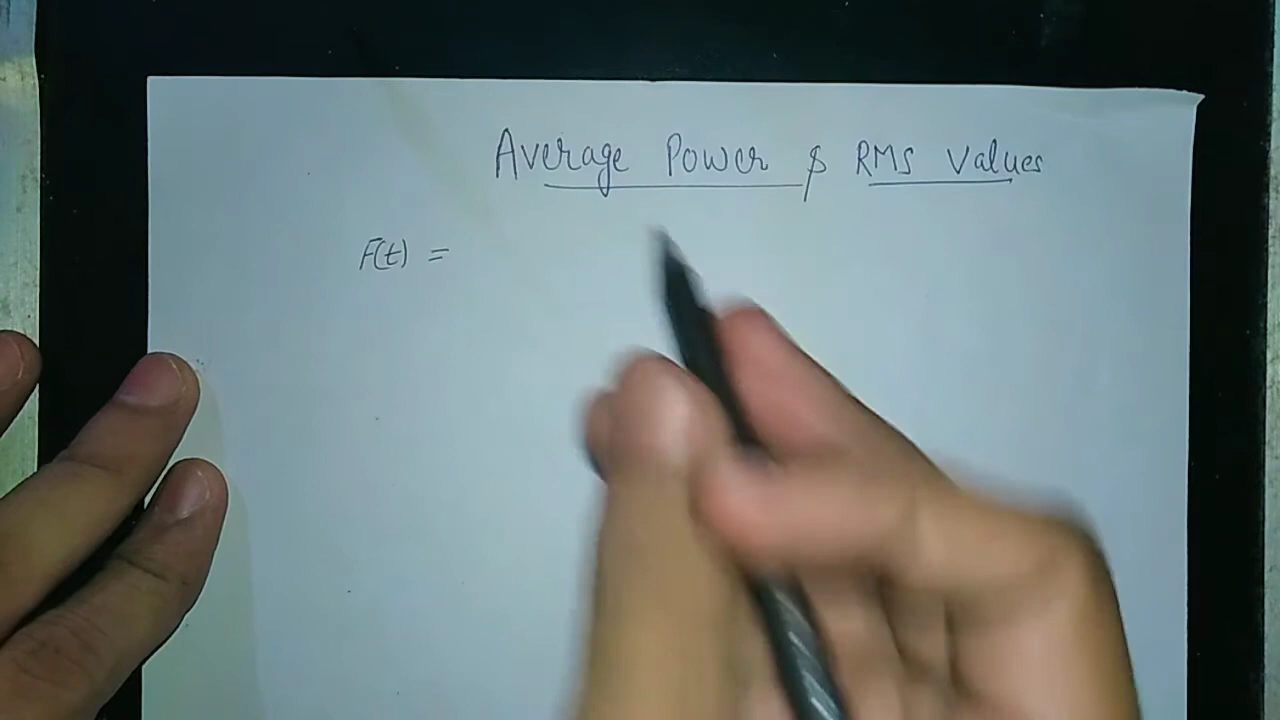 Average Power & RMS Values
F(t) =